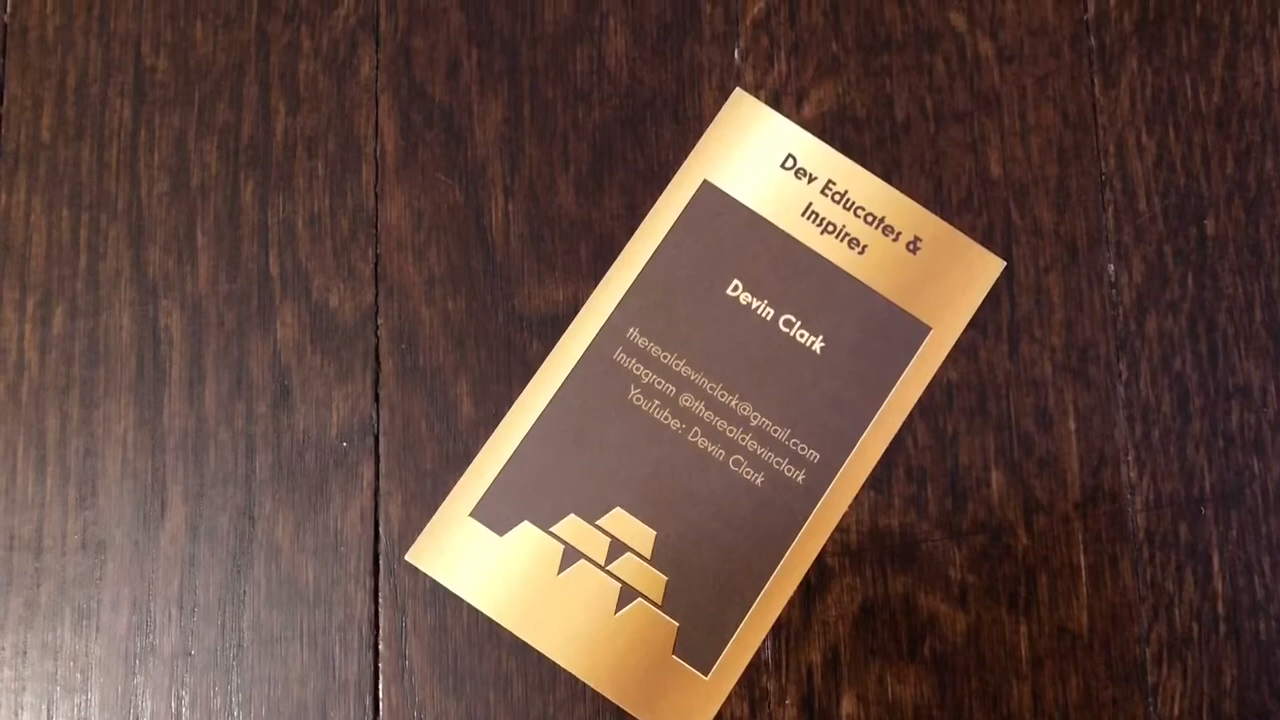 Dev Educates &
Inspires
Devin Clark
therealdevinclark@gmail.com
Instagram @therealdevinclark
YouTube: Devin Clark